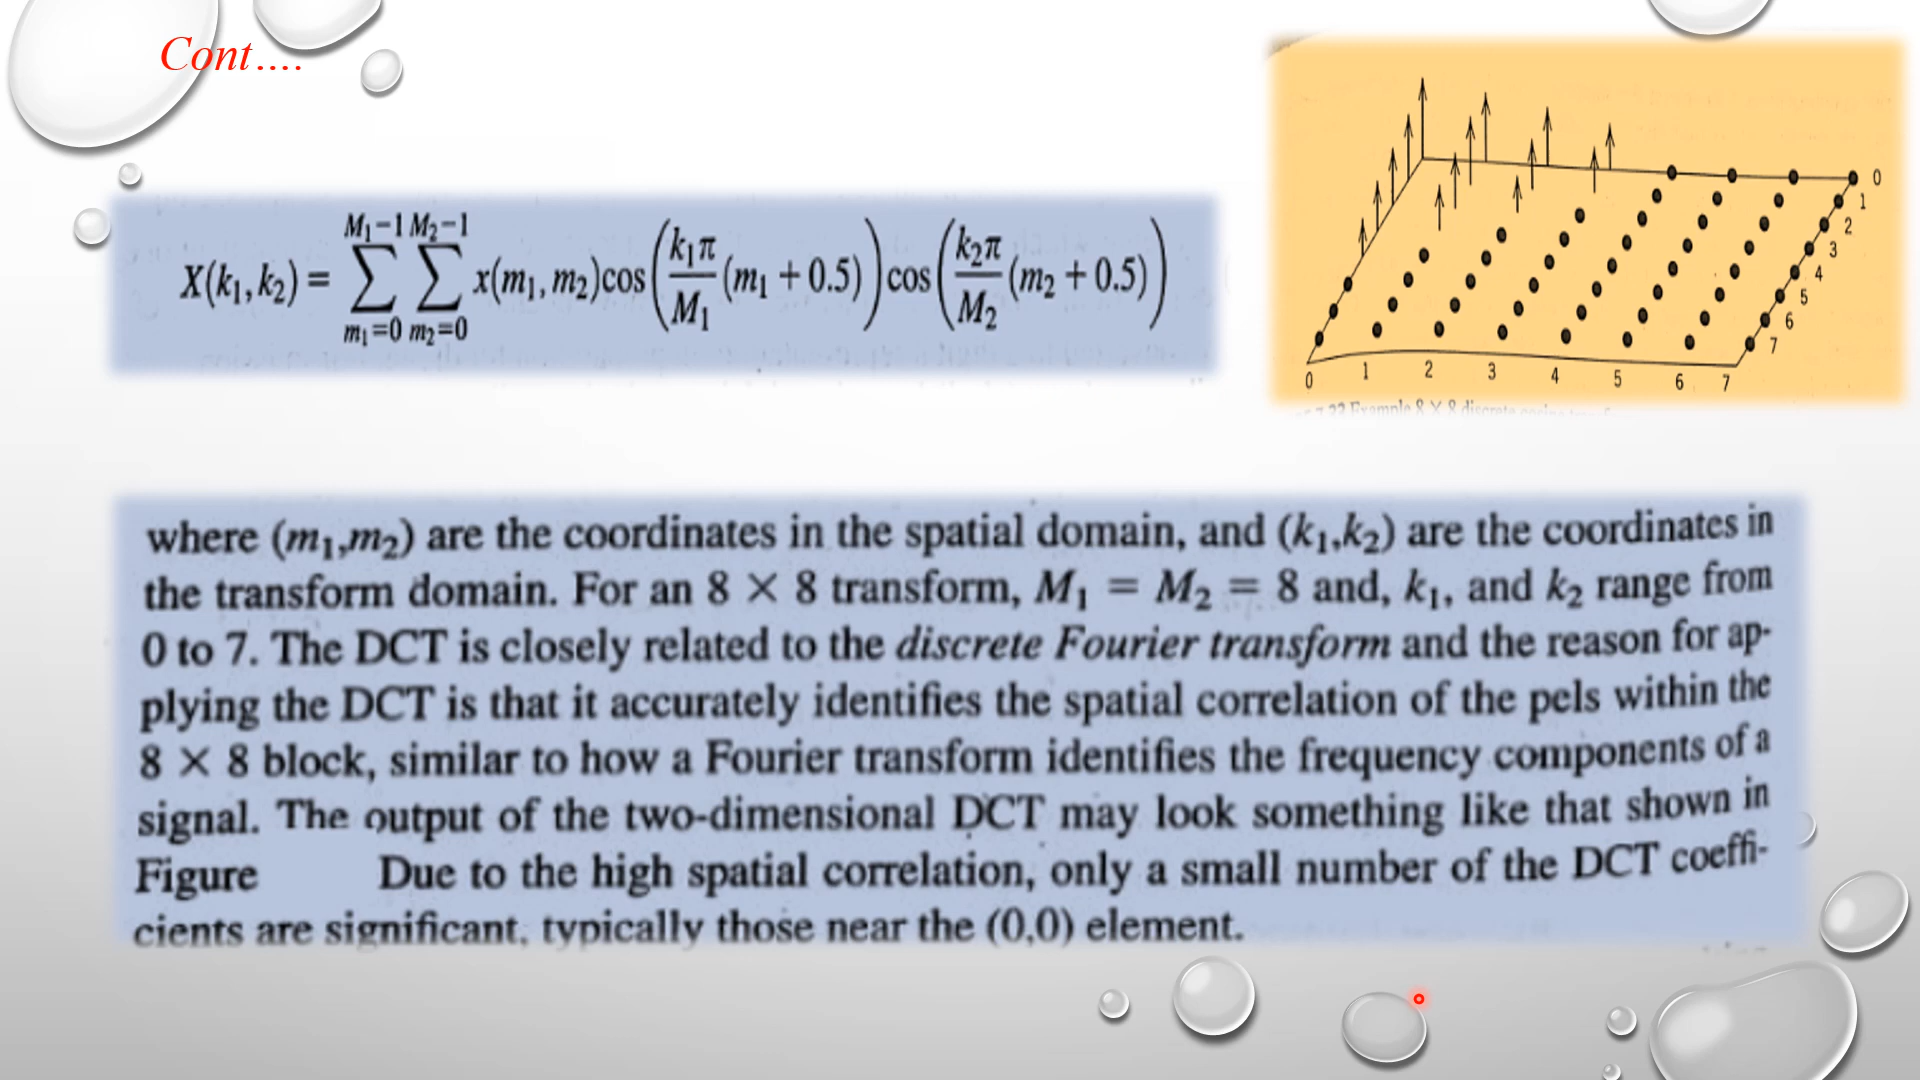 Cont….
X(k₁,k₂) = ∑_{m₁=0}^{M₁−1} ∑_{m₂=0}^{M₂−1} x(m₁,m₂)cos(k₁π/M₁ (m₁ + 0.5))cos(k₂π/M₂ (m₂ + 0.5))
0
1
2
3
4
5
6
7
0 1 2 3 4 5 6 7
Example 8 × 8 discrete
where (m₁,m₂) are the coordinates in the spatial domain, and (k₁,k₂) are the coordinates in
the transform domain. For an 8 × 8 transform, M₁ = M₂ = 8 and, k₁, and k₂ range from
0 to 7. The DCT is closely related to the discrete Fourier transform and the reason for ap-
plying the DCT is that it accurately identifies the spatial correlation of the pels within the
8 × 8 block, similar to how a Fourier transform identifies the frequency components of a
signal. The output of the two-dimensional DCT may look something like that shown in
Figure Due to the high spatial correlation, only a small number of the DCT coeffi-
cients are significant, typically those near the (0,0) element.